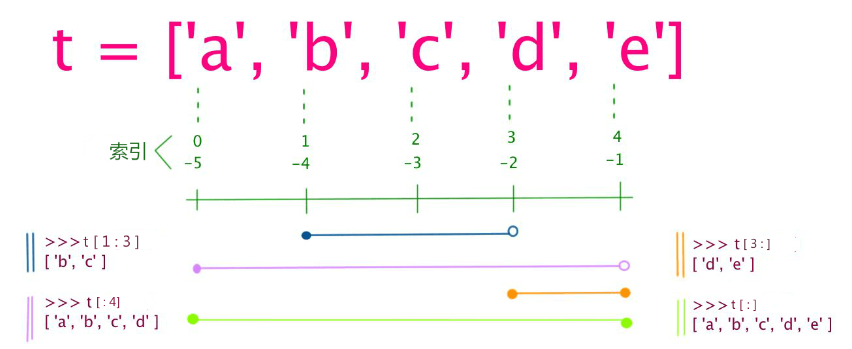 t = ['a', 'b', 'c', 'd', 'e']
0 1 2 3 4
索引
-5 -4 -3 -2 -1
>>>t[1:3]
['b', 'c']
>>> t[:4]
['a', 'b', 'c', 'd']
>>> t[3:]
['d', 'e']
>>>t[:]
['a', 'b', 'c', 'd', 'e']